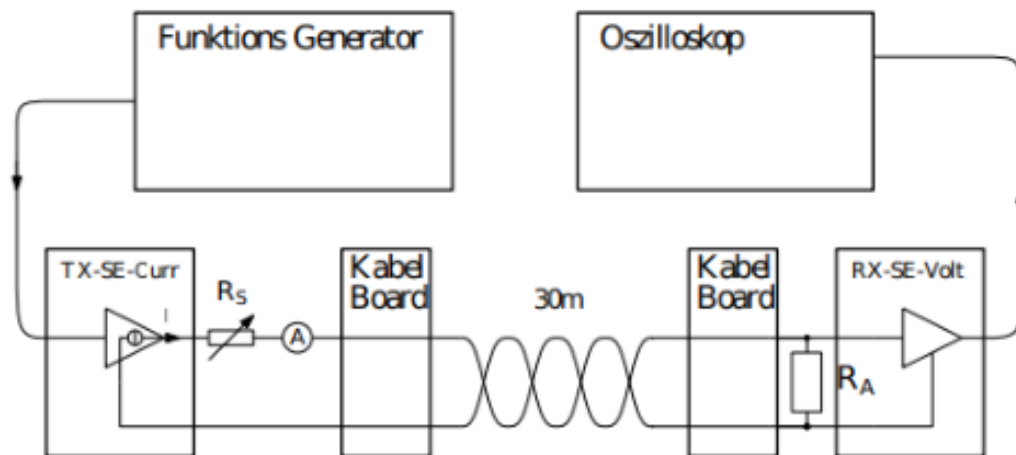 Funktions Generator
Oszilloskop
TX-SE-Curr
I
RS
A
Kabel
Board
30m
Kabel
Board
RA
RX-SE-Volt